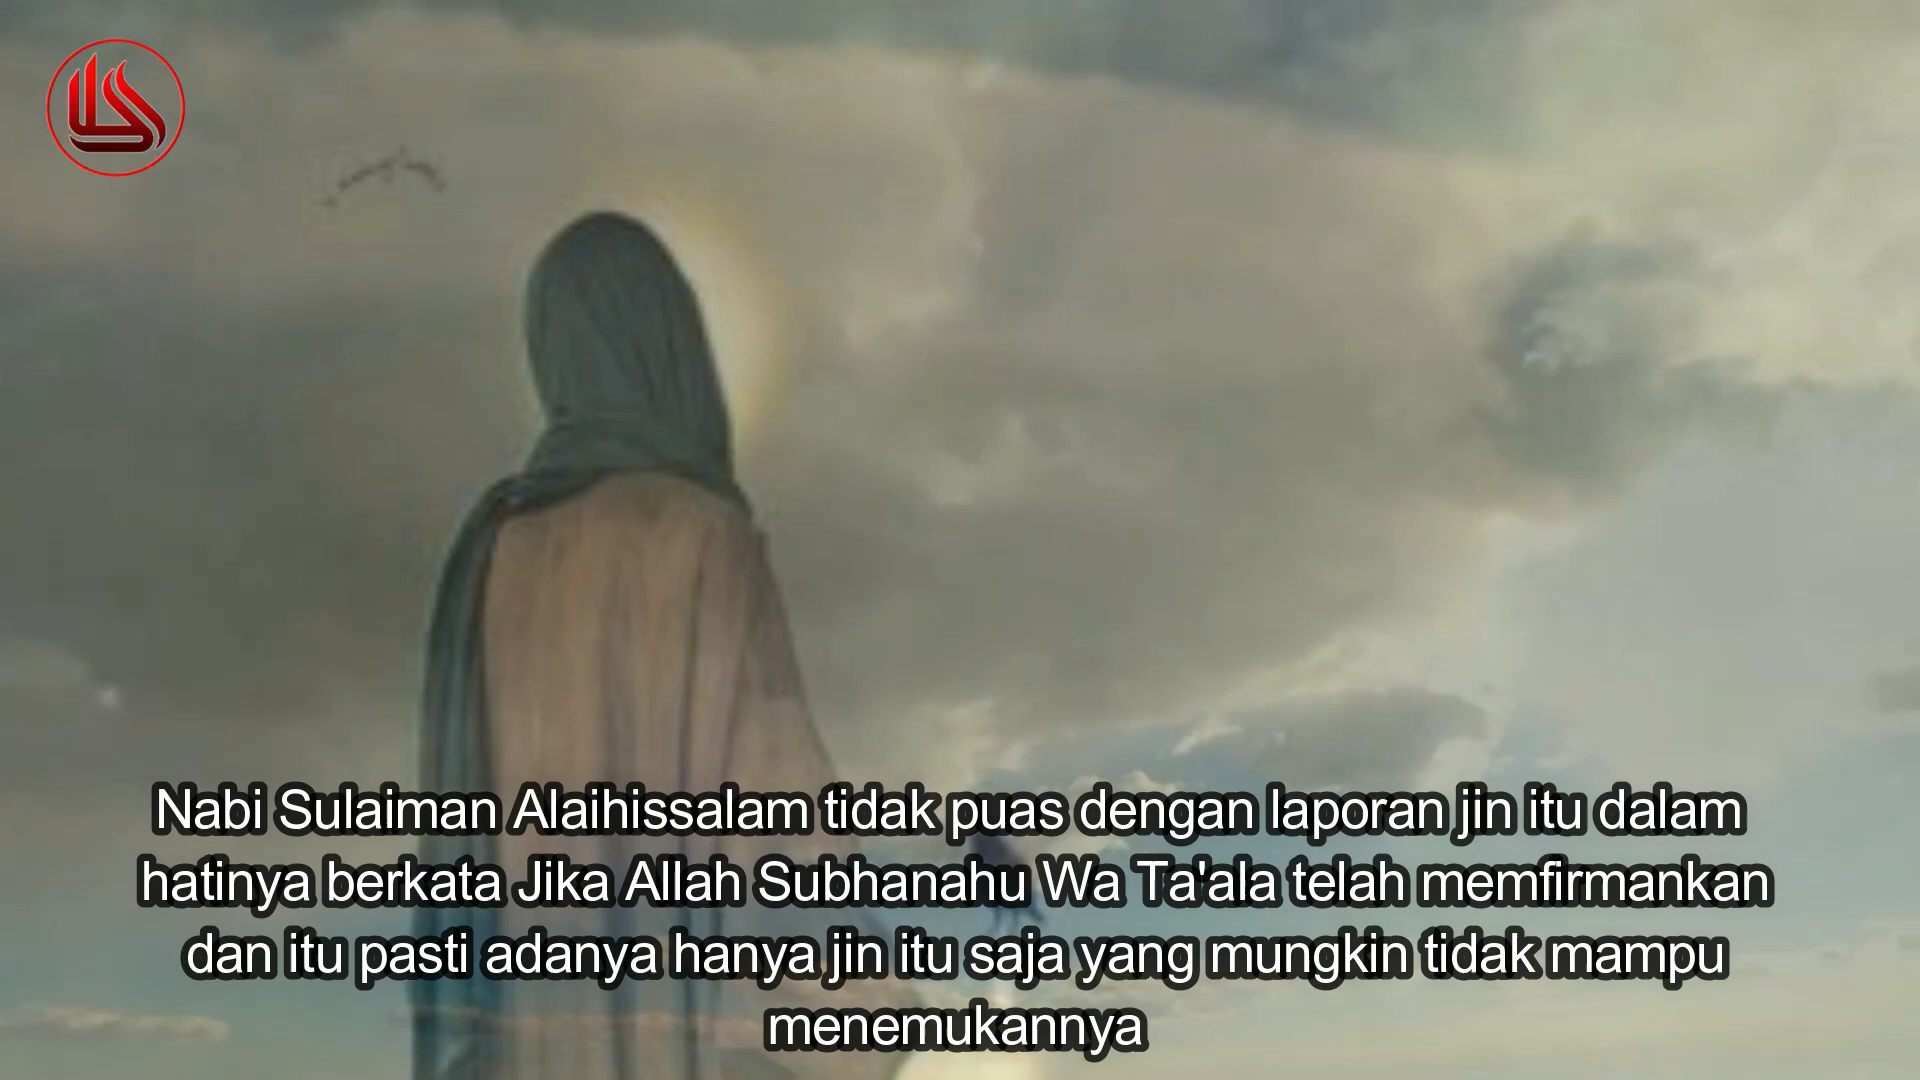 Nabi Sulaiman Alaihissalam tidak puas dengan laporan jin itu dalam
hatinya berkata Jika Allah Subhanahu Wa Ta'ala telah memfirmankan
dan itu pasti adanya hanya jin itu saja yang mungkin tidak mampu
menemukannya